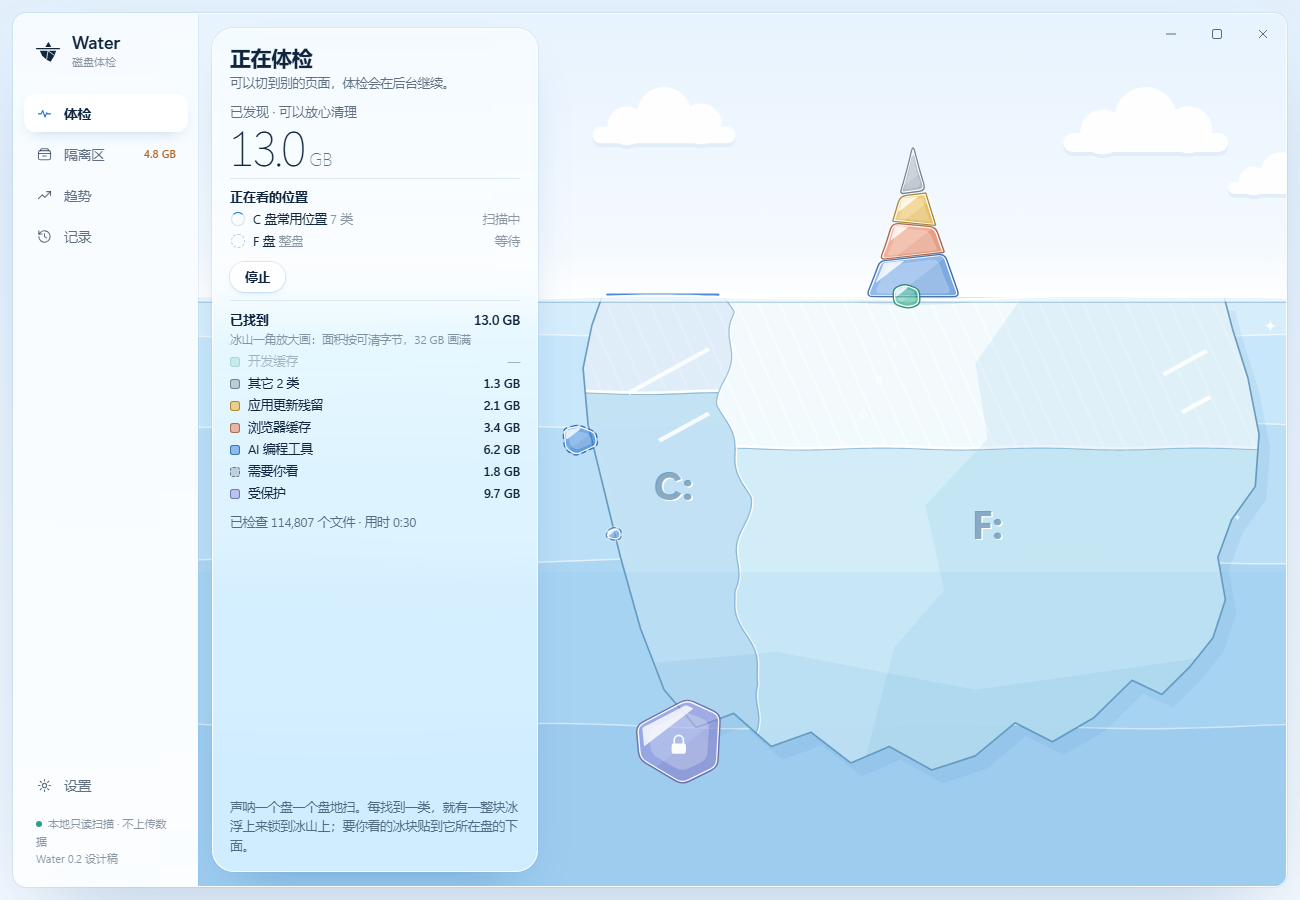 Water
磁盘体检
体检
隔离区 4.8 GB
趋势
记录
设置
本地只读扫描 · 不上传数
据
Water 0.2 设计稿
正在体检
可以切到别的页面，体检会在后台继续。
已发现 · 可以放心清理
13.0 GB
正在看的位置
C 盘常用位置 7 类 扫描中
F 盘 整盘 等待
停止
已找到 13.0 GB
冰山一角放大画：面积按可清字节，32 GB 画满
开发缓存 —
其它 2 类 1.3 GB
应用更新残留 2.1 GB
浏览器缓存 3.4 GB
AI 编程工具 6.2 GB
需要你看 1.8 GB
受保护 9.7 GB
已检查 114,807 个文件 · 用时 0:30
声呐一个盘一个盘地扫。每找到一类，就有一整块冰
浮上来锁到冰山上；要你看的冰块贴到它所在盘的下
面。
C:
F: